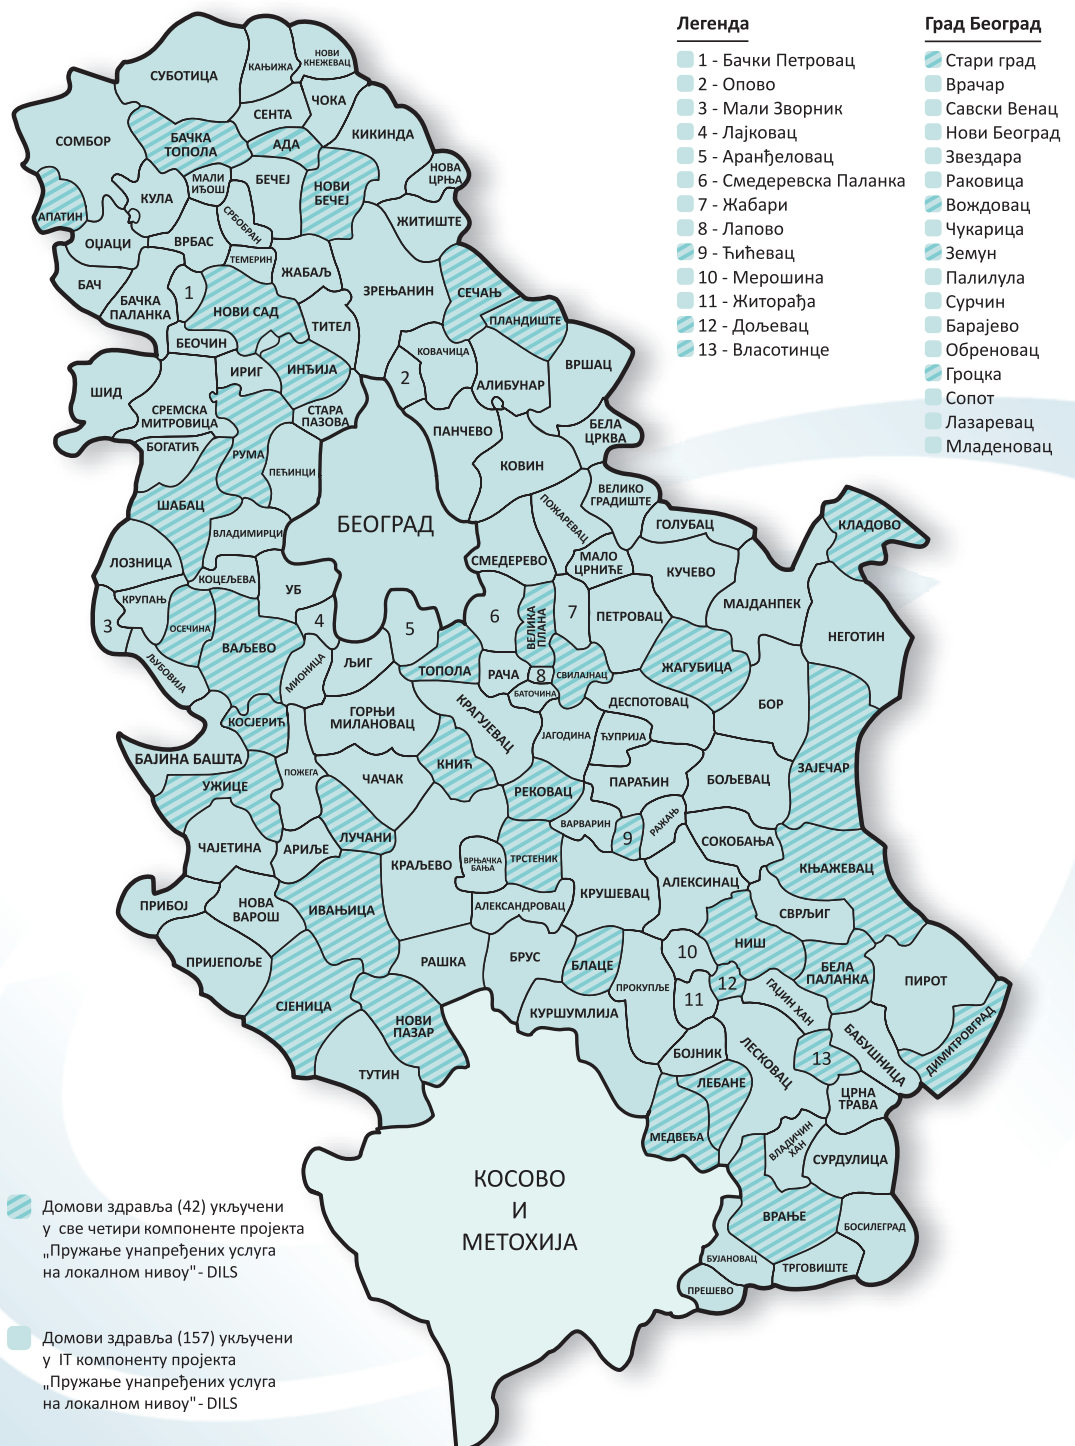 Легенда
1 - Бачки Петровац
2 - Опово
3 - Мали Зворник
4 - Лајковац
5 - Аранђеловац
6 - Смедеревска Паланка
7 - Жабари
8 - Лапово
9 - Ћићевац
10 - Мерошина
11 - Житорађа
12 - Дољевац
13 - Власотинце
Град Београд
Стари град
Врачар
Савски Венац
Нови Београд
Звездара
Раковица
Вождовац
Чукарица
Земун
Палилула
Сурчин
Барајево
Обреновац
Гроцка
Сопот
Лазаревац
Младеновац
СУБОТИЦА
КАЊИЖА
НОВИ
КНЕЖЕВАЦ
СЕНТА
ЧОКА
СОМБОР
БАЧКА
ТОПОЛА
АДА
КИКИНДА
МАЛИ
ИЂОШ
БЕЧЕЈ
НОВИ
БЕЧЕЈ
НОВА
ЦРЊА
АПАТИН
КУЛА
СРБОБРАН
ЖИТИШТЕ
ОЏАЦИ
ВРБАС
ТЕМЕРИН
ЖАБАЉ
ЗРЕЊАНИН
СЕЧАЊ
БАЧ
БАЧКА
ПАЛАНКА
1
НОВИ САД
ТИТЕЛ
ПЛАНДИШТЕ
БЕОЧИН
ИРИГ
ИНЂИЈА
2
КОВАЧИЦА
АЛИБУНАР
ВРШАЦ
ШИД
СРЕМСКА
МИТРОВИЦА
СТАРА
ПАЗОВА
ПАНЧЕВО
БЕЛА
ЦРКВА
БОГАТИЋ
РУМА
ПЕЋИНЦИ
КОВИН
ШАБАЦ
ВЛАДИМИРЦИ
БЕОГРАД
ПОЖАРЕВАЦ
ВЕЛИКО
ГРАДИШТЕ
ГОЛУБАЦ
КЛАДОВО
ЛОЗНИЦА
КОЦЕЉЕВА
УБ
СМЕДЕРЕВО
МАЛО
ЦРНИЋЕ
КУЧЕВО
МАЈДАНПЕК
НЕГОТИН
3
КРУПАЊ
ОСЕЧИНА
ВАЉЕВО
4
5
6
ВЕЛИКА
ПЛАНА
7
ПЕТРОВАЦ
ЖАГУБИЦА
ЉУБОВИЈА
МИОНИЦА
ЉИГ
ТОПОЛА
РАЧА
8
СВИЛАЈНАЦ
БАТОЧИНА
ДЕСПОТОВАЦ
БОР
КОСЈЕРИЋ
ГОРЊИ
МИЛАНОВАЦ
КРАГУЈЕВАЦ
ЈАГОДИНА
ЋУПРИЈА
БАЈИНА БАШТА
ПОЖЕГА
ЧАЧАК
КНИЋ
РЕКОВАЦ
ПАРАЋИН
БОЉЕВАЦ
ЗАЈЕЧАР
УЖИЦЕ
ЛУЧАНИ
ВАРВАРИН
9
РАЖАЊ
СОКОБАЊА
ЧАЈЕТИНА
АРИЉЕ
КРАЉЕВО
ВРЊАЧКА
БАЊА
ТРСТЕНИК
КЊАЖЕВАЦ
ПРИБОЈ
НОВА
ВАРОШ
ИВАЊИЦА
АЛЕКСАНДРОВАЦ
КРУШЕВАЦ
АЛЕКСИНАЦ
СВРЉИГ
ПРИЈЕПОЉЕ
РАШКА
БРУС
БЛАЦЕ
10
НИШ
БЕЛА
ПАЛАНКА
ПИРОТ
СЈЕНИЦА
НОВИ
ПАЗАР
КУРШУМЛИЈА
ПРОКУПЉЕ
11
12
ГАЏИН ХАН
БАБУШНИЦА
ДИМИТРОВГРАД
ТУТИН
БОЈНИК
ЛЕСКОВАЦ
13
ЛЕБАНЕ
ЦРНА
ТРАВА
МЕДВЕЂА
ВЛАДИЧИН
ХАН
СУРДУЛИЦА
КОСОВО
И
МЕТОХИЈА
ВРАЊЕ
БОСИЛЕГРАД
БУЈАНОВАЦ
ТРГОВИШТЕ
ПРЕШЕВО
Домови здравља (42) укључени
у све четири компоненте пројекта
„Пружање унапређених услуга
на локалном нивоу" - DILS
Домови здравља (157) укључени
у IT компоненту пројекта
„Пружање унапређених услуга
на локалном нивоу" - DILS